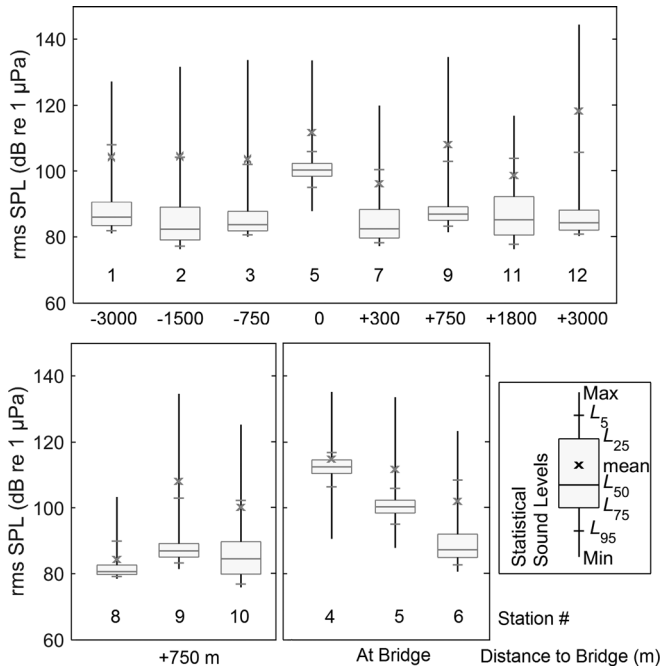 rms SPL (dB re 1 µPa)
140
120
100
80
60
1 2 3 5 7 9 11 12
-3000 -1500 -750 0 +300 +750 +1800 +3000
rms SPL (dB re 1 µPa)
140
120
100
80
60
8 9 10
+750 m
4 5 6
At Bridge
Statistical
Sound Levels
Max
L5
L25
mean
L50
L75
L95
Min
Station #
Distance to Bridge (m)